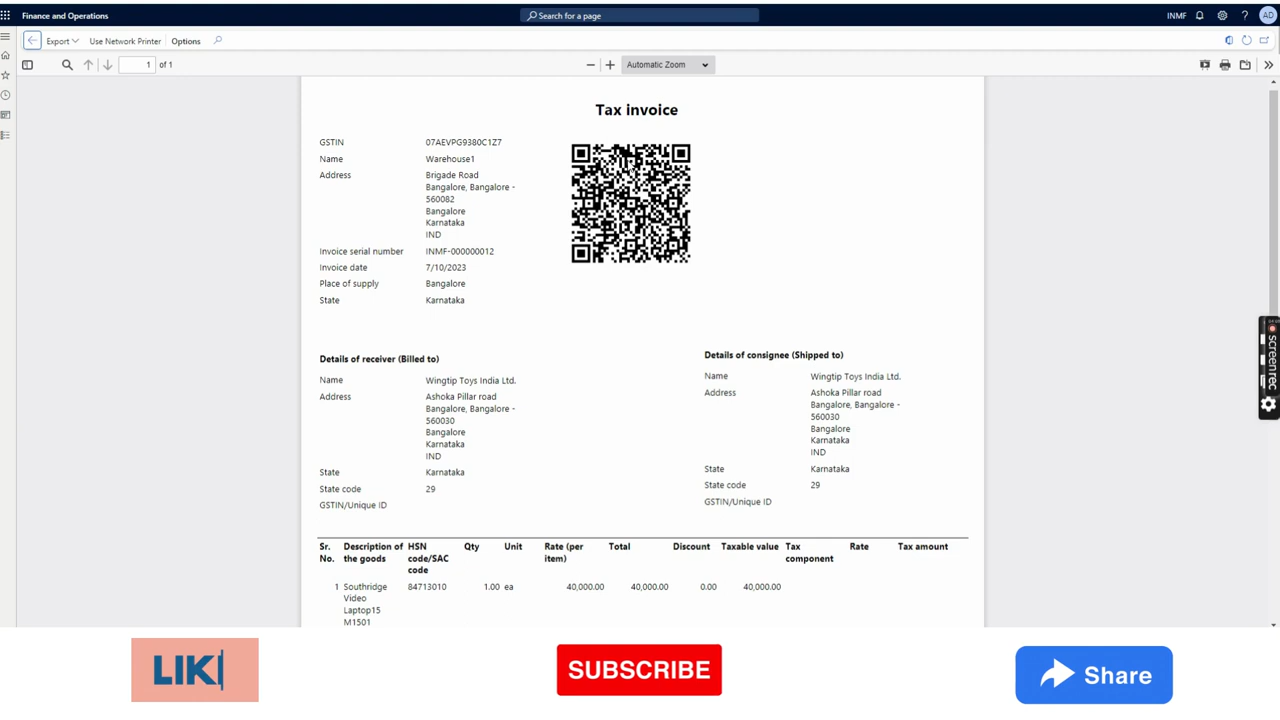 Finance and Operations
Search for a page
INMF
?
AD
Export
Use Network Printer
Options
1 of 1
Automatic Zoom
Tax invoice
GSTIN 07AEVPG9380C1Z7
Name Warehouse1
Address Brigade Road
Bangalore, Bangalore -
560082
Bangalore
Karnataka
IND
Invoice serial number INMF-000000012
Invoice date 7/10/2023
Place of supply Bangalore
State Karnataka
Details of receiver (Billed to)
Name Wingtip Toys India Ltd.
Address Ashoka Pillar road
Bangalore, Bangalore -
560030
Bangalore
Karnataka
IND
State Karnataka
State code 29
GSTIN/Unique ID
Details of consignee (Shipped to)
Name Wingtip Toys India Ltd.
Address Ashoka Pillar road
Bangalore, Bangalore -
560030
Bangalore
Karnataka
IND
State Karnataka
State code 29
GSTIN/Unique ID
Sr. Description of HSN Qty Unit Rate (per Total Discount Taxable value Tax Rate Tax amount
No. the goods code/SAC item) component
code
1 Southridge 84713010 1.00 ea 40,000.00 40,000.00 0.00 40,000.00
Video
Laptop15
M1501
screenrec
LIK
SUBSCRIBE
Share